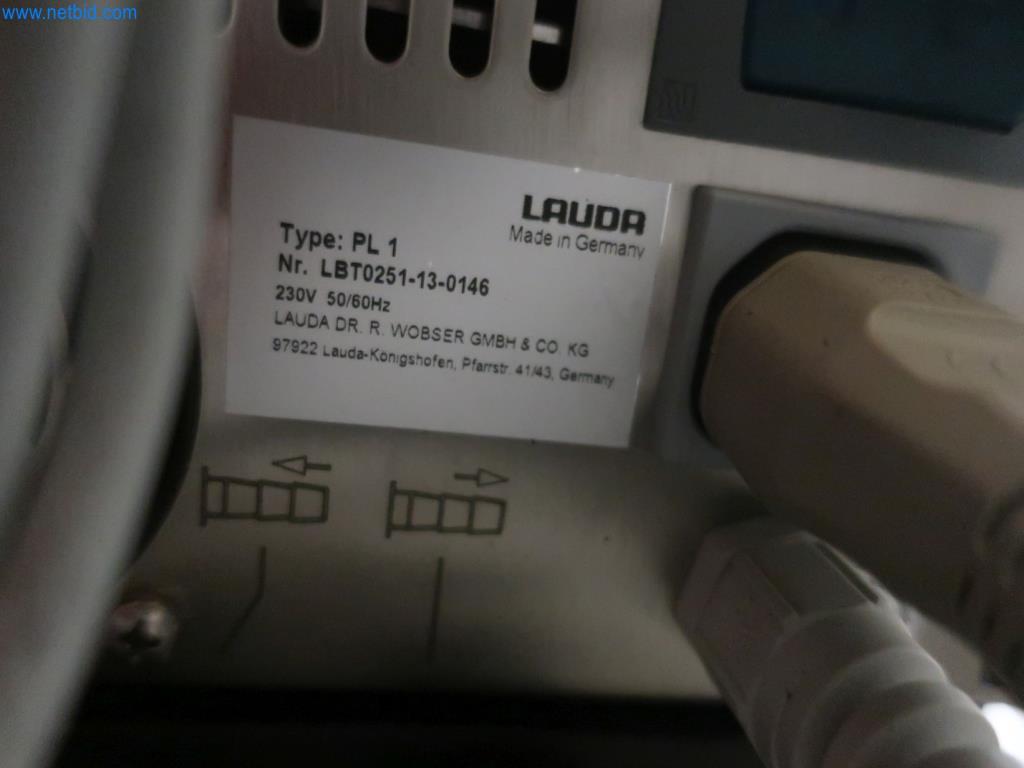 www.netbid.com
LAUDA
Made in Germany
Type: PL 1
Nr. LBT0251-13-0146
230V 50/60Hz
LAUDA DR. R. WOBSER GMBH & CO. KG
97922 Lauda-Königshofen, Pfarrstr. 41/43, Germany